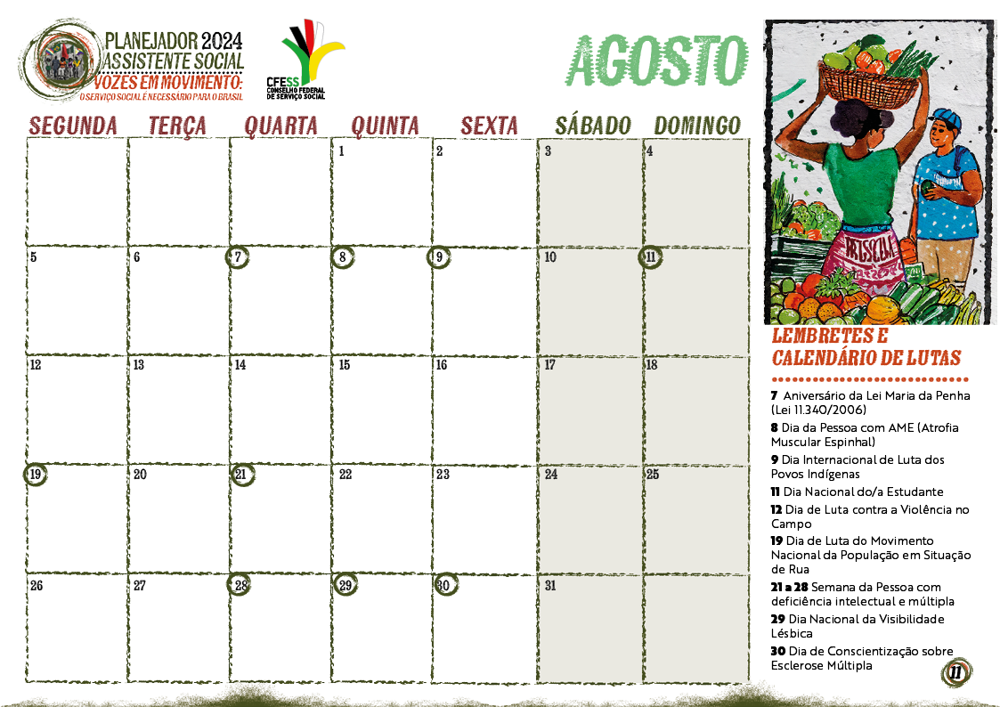 PLANEJADOR 2024
ASSISTENTE SOCIAL
VOZES EM MOVIMENTO:
O SERVIÇO SOCIAL É NECESSÁRIO PARA O BRASIL
CFESS
CONSELHO FEDERAL
DE SERVIÇO SOCIAL
AGOSTO
SEGUNDA TERÇA QUARTA QUINTA SEXTA SÁBADO DOMINGO
1 2 3 4
5 6 7 8 9 10 11
12 13 14 15 16 17 18
19 20 21 22 23 24 25
26 27 28 29 30 31
LEMBRETES E
CALENDÁRIO DE LUTAS
7 Aniversário da Lei Maria da Penha
(Lei 11.340/2006)
8 Dia da Pessoa com AME (Atrofia
Muscular Espinhal)
9 Dia Internacional de Luta dos
Povos Indígenas
11 Dia Nacional do/a Estudante
12 Dia de Luta contra a Violência no
Campo
19 Dia de Luta do Movimento
Nacional da População em Situação
de Rua
21 a 28 Semana da Pessoa com
deficiência intelectual e múltipla
29 Dia Nacional da Visibilidade
Lésbica
30 Dia de Conscientização sobre
Esclerose Múltipla
11